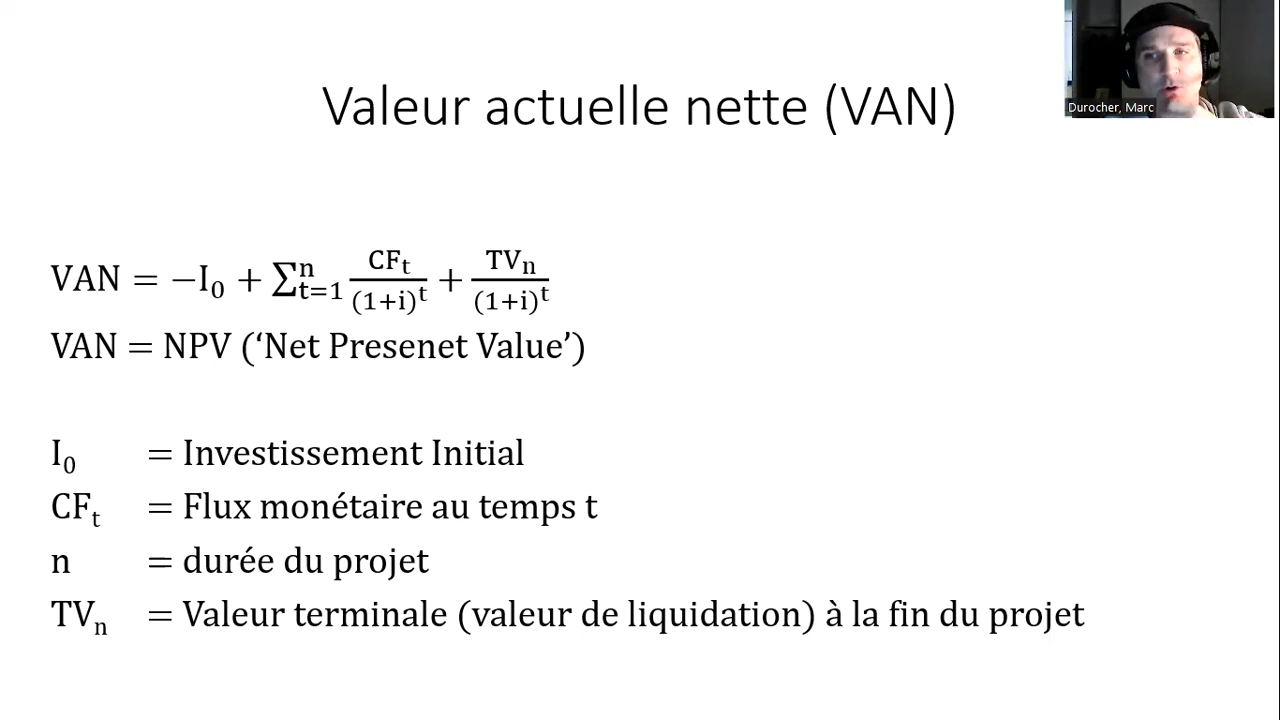 Durocher, Marc
Valeur actuelle nette (VAN)
VAN = −I₀ + ∑ₜ₌₁ⁿ CFₜ/(1+i)ᵗ + TVₙ/(1+i)ᵗ
VAN = NPV (‘Net Presenet Value’)
I₀ = Investissement Initial
CFₜ = Flux monétaire au temps t
n = durée du projet
TVₙ = Valeur terminale (valeur de liquidation) à la fin du projet